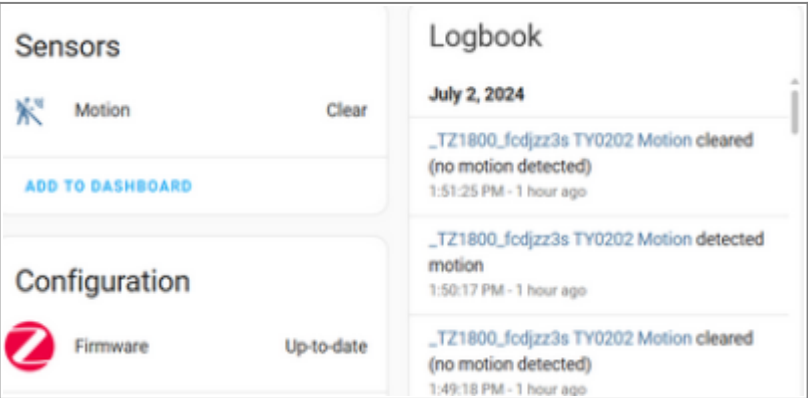 Sensors
Motion Clear
ADD TO DASHBOARD
Configuration
Firmware Up-to-date
Logbook
July 2, 2024
_TZ1800_fcdjzz3s TY0202 Motion cleared
(no motion detected)
1:51:25 PM - 1 hour ago
_TZ1800_fcdjzz3s TY0202 Motion detected
motion
1:50:17 PM - 1 hour ago
_TZ1800_fcdjzz3s TY0202 Motion cleared
(no motion detected)
1:49:18 PM - 1 hour ago